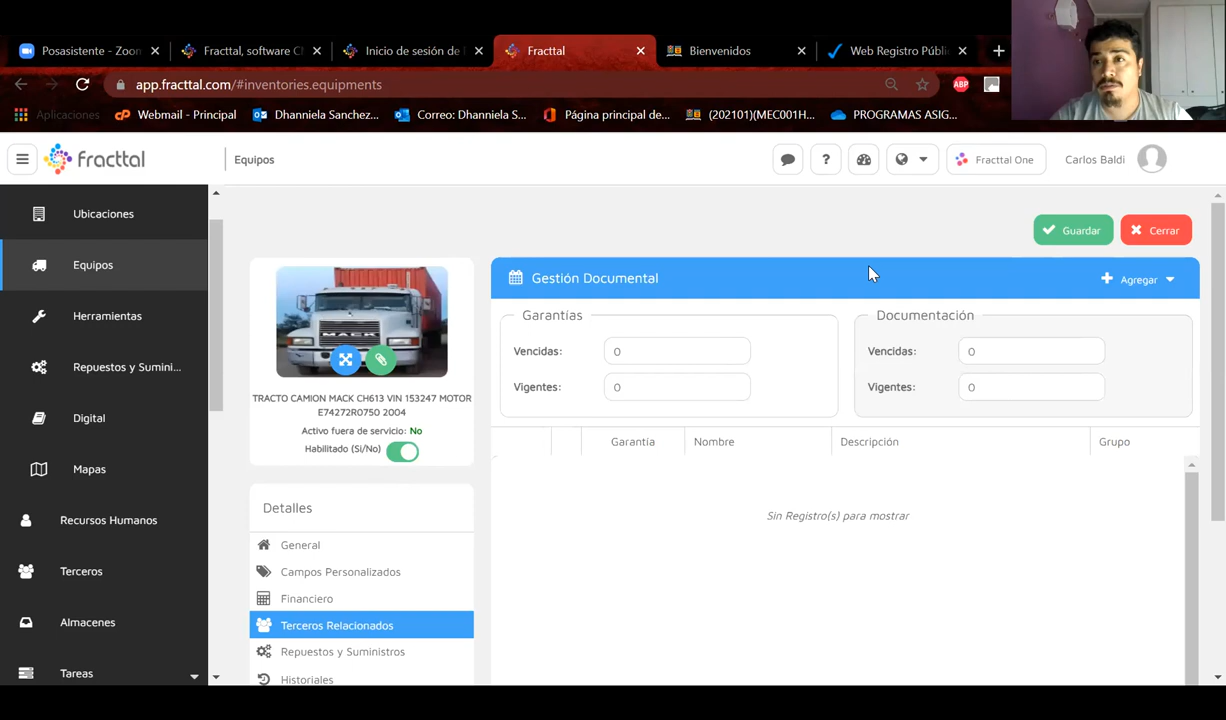 Posasistente - Zoom
Fracttal, software C
Inicio de sesión de
Fracttal
Bienvenidos
Web Registro Públi
app.fracttal.com/#inventories.equipments
ABP
Aplicaciones
Webmail - Principal
Dhanniela Sanchez...
Correo: Dhanniela S...
Página principal de...
(202101)(MEC001H...
PROGRAMAS ASIG...
fracttal
Equipos
?
Fracttal One
Carlos Baldi
Ubicaciones
Equipos
Herramientas
Repuestos y Sumini...
Digital
Mapas
Recursos Humanos
Terceros
Almacenes
Tareas
Guardar
Cerrar
MACK
TRACTO CAMION MACK CH613 VIN 153247 MOTOR
E74272R0750 2004
Activo fuera de servicio: No
Habilitado (Si/No)
Detalles
General
Campos Personalizados
Financiero
Terceros Relacionados
Repuestos y Suministros
Historiales
Gestión Documental
Agregar
Garantías
Vencidas: 0
Vigentes: 0
Documentación
Vencidas: 0
Vigentes: 0
Garantía Nombre Descripción Grupo
Sin Registro(s) para mostrar